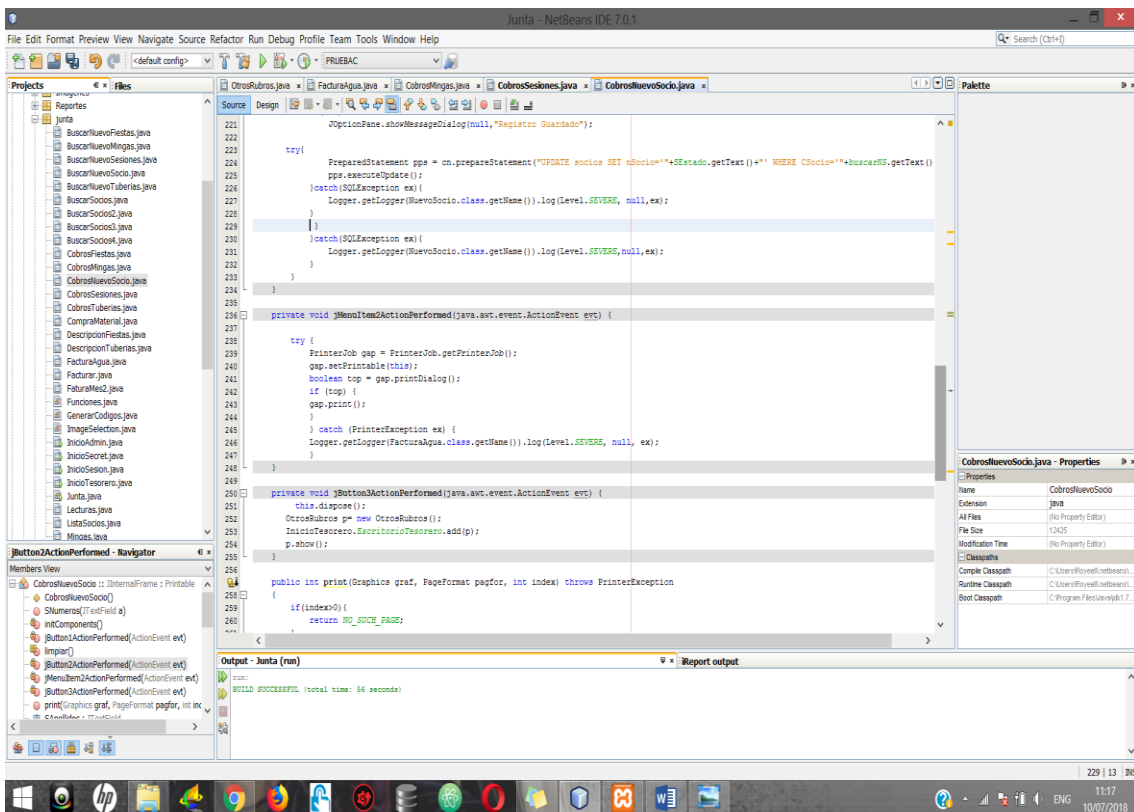 Junta - NetBeans IDE 7.0.1
File Edit Format Preview View Navigate Source Refactor Run Debug Profile Team Tools Window Help
Search (Ctrl+I)
<default config>
PRUEBAC
Projects
Files
Reportes
junta
BuscarNuevoFiestas.java
BuscarNuevoMingas.java
BuscarNuevoSesiones.java
BuscarNuevoSocio.java
BuscarNuevoTuberias.java
BuscarSocios.java
BuscarSocios2.java
BuscarSocios3.java
BuscarSocios4.java
CobrosFiestas.java
CobrosMingas.java
CobrosNuevoSocio.java
CobrosSesiones.java
CobrosTuberias.java
CompraMaterial.java
DescripcionFiestas.java
DescripcionTuberias.java
FacturaAgua.java
Facturar.java
FaturaMes2.java
Funciones.java
GenerarCodigos.java
ImageSelection.java
InicioAdmin.java
InicioSecret.java
InicioSesion.java
InicioTesorero.java
Junta.java
Lecturas.java
ListaSocios.java
Mingas.java
jButton2ActionPerformed - Navigator
Members View
CobrosNuevoSocio :: JInternalFrame : Printable
CobrosNuevoSocio()
SNumeros(JTextField a)
initComponents()
jButton1ActionPerformed(ActionEvent evt)
limpiar()
jButton2ActionPerformed(ActionEvent evt)
jMenuItem2ActionPerformed(ActionEvent evt)
jButton3ActionPerformed(ActionEvent evt)
print(Graphics graf, PageFormat pagfor, int inc
SApellidos : JTextField
OtrosRubros.java
FacturaAgua.java
CobrosMingas.java
CobrosSesiones.java
CobrosNuevoSocio.java
Source Design
221 JOptionPane.showMessageDialog(null,"Registro Guardado");
222
223 try{
224 PreparedStatement pps = cn.prepareStatement("UPDATE socios SET nSocio='"+SEstado.getText()+"' WHERE CSocio='"+buscarNS.getText()
225 pps.executeUpdate();
226 }catch(SQLException ex){
227 Logger.getLogger(NuevoSocio.class.getName()).log(Level.SEVERE, null,ex);
228 }
229 }
230 }catch(SQLException ex){
231 Logger.getLogger(NuevoSocio.class.getName()).log(Level.SEVERE,null,ex);
232 }
233 }
234 }
235
236 private void jMenuItem2ActionPerformed(java.awt.event.ActionEvent evt) {
237
238 try {
239 PrinterJob gap = PrinterJob.getPrinterJob();
240 gap.setPrintable(this);
241 boolean top = gap.printDialog();
242 if (top) {
243 gap.print();
244 }
245 } catch (PrinterException ex) {
246 Logger.getLogger(FacturaAgua.class.getName()).log(Level.SEVERE, null, ex);
247 }
248 }
249
250 private void jButton3ActionPerformed(java.awt.event.ActionEvent evt) {
251 this.dispose();
252 OtrosRubros p= new OtrosRubros();
253 InicioTesorero.EscritorioTesorero.add(p);
254 p.show();
255 }
256
public int print(Graphics graf, PageFormat pagfor, int index) throws PrinterException
258 {
259 if(index>0){
260 return NO_SUCH_PAGE;
Palette
CobrosNuevoSocio.java - Properties
Properties
Name CobrosNuevoSocio
Extension java
All Files (No Property Editor)
File Size 12425
Modification Time (No Property Editor)
Classpaths
Compile Classpath C:\Users\Royeell\.netbeans\...
Runtime Classpath C:\Users\Royeell\.netbeans\...
Boot Classpath C:\Program Files\Java\jdk1.7...
Output - Junta (run)
iReport output
run:
BUILD SUCCESSFUL (total time: 56 seconds)
229 | 13 INS
hp
W
ENG
11:17
10/07/2018